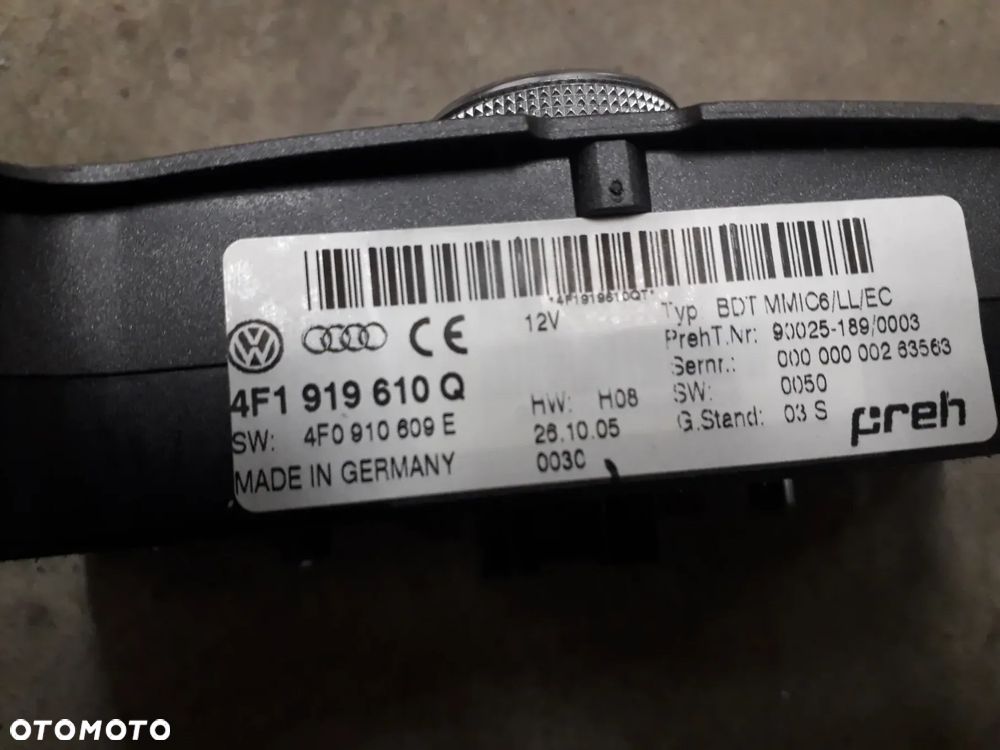 *4F1919610QT*
12V
Typ: BDT MMIC6/LL/EC
PrehT.Nr: 90025-189/0003
Sernr.: 000 000 002 63563
SW: 0050
G.Stand: 03 S
preh
CE
4F1 919 610 Q
SW: 4F0 910 609 E
MADE IN GERMANY
HW: H08
26.10.05
0030
OTOMOTO